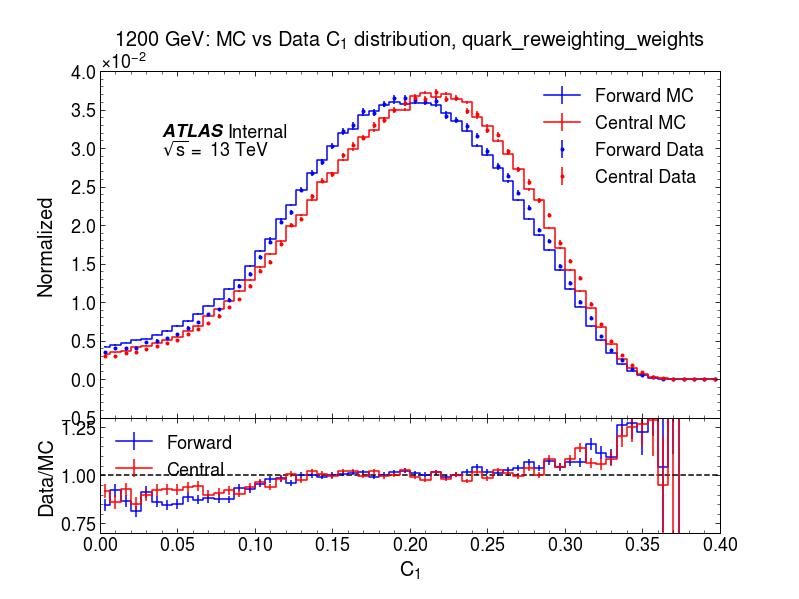 1200 GeV: MC vs Data C₁ distribution, quark_reweighting_weights
×10⁻²
4.0
3.5
3.0
2.5
2.0
1.5
1.0
0.5
0.0
−0.5
Normalized
ATLAS Internal
√s = 13 TeV
Forward MC
Central MC
Forward Data
Central Data
1.25
1.00
0.75
Data/MC
Forward
Central
0.00 0.05 0.10 0.15 0.20 0.25 0.30 0.35 0.40
C₁